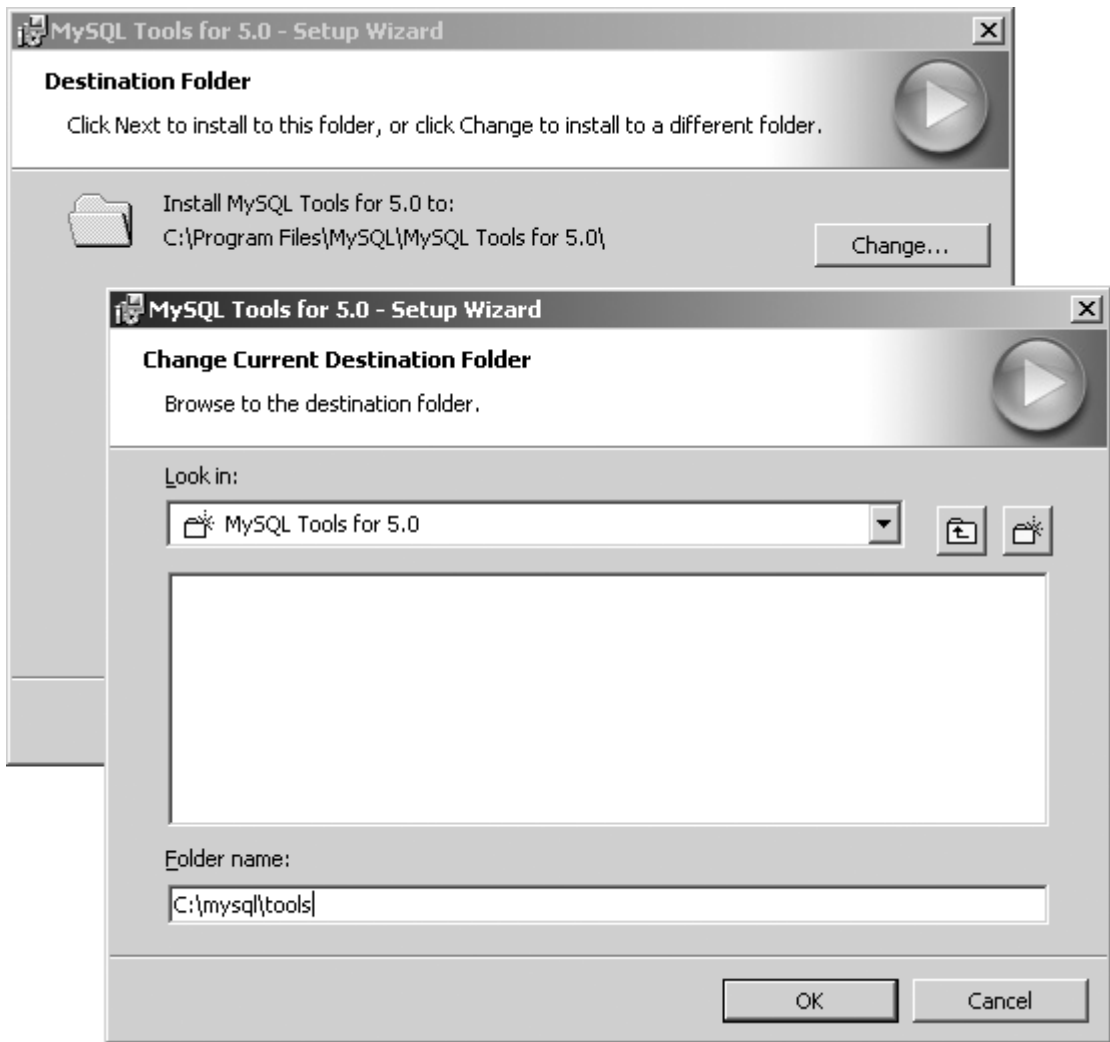 MySQL Tools for 5.0 - Setup Wizard
Destination Folder
Click Next to install to this folder, or click Change to install to a different folder.
Install MySQL Tools for 5.0 to:
C:\Program Files\MySQL\MySQL Tools for 5.0\
Change...
MySQL Tools for 5.0 - Setup Wizard
Change Current Destination Folder
Browse to the destination folder.
Look in:
MySQL Tools for 5.0
Folder name:
C:\mysql\tools
OK
Cancel